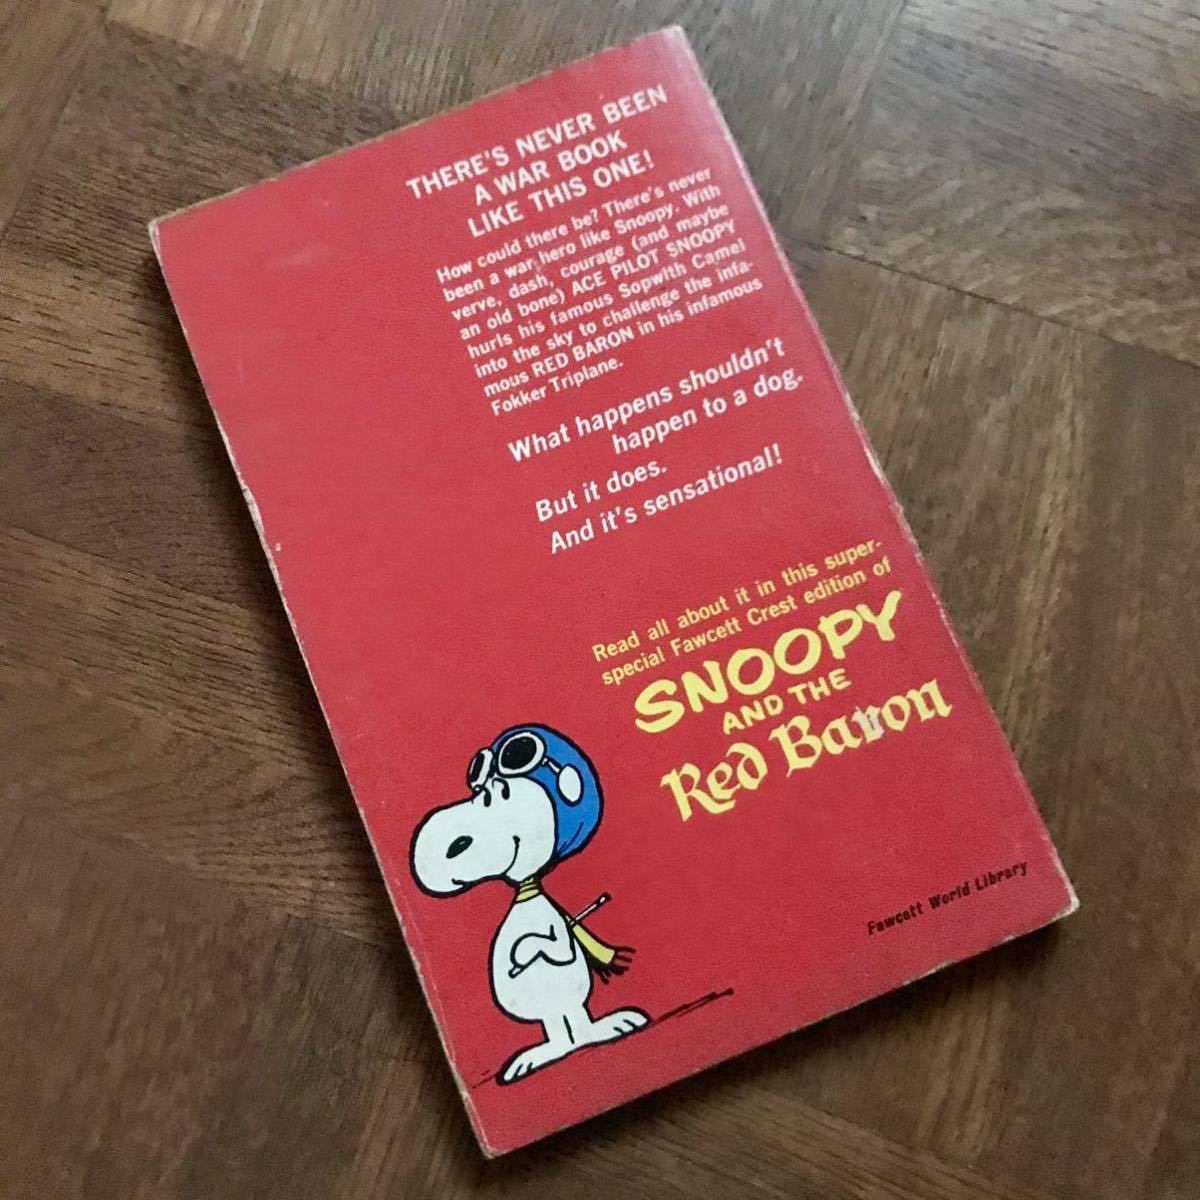 THERE'S NEVER BEEN
A WAR BOOK
LIKE THIS ONE!
How could there be? There's never
been a war hero like Snoopy. With
verve, dash, courage (and maybe
an old bone) ACE PILOT SNOOPY
hurls his famous Sopwith Camel
into the sky to challenge the infa-
mous RED BARON in his infamous
Fokker Triplane.
What happens shouldn't
happen to a dog.
But it does.
And it's sensational!
Read all about it in this super-
special Fawcett Crest edition of
SNOOPY
AND THE
Red Baron
Fawcett World Library